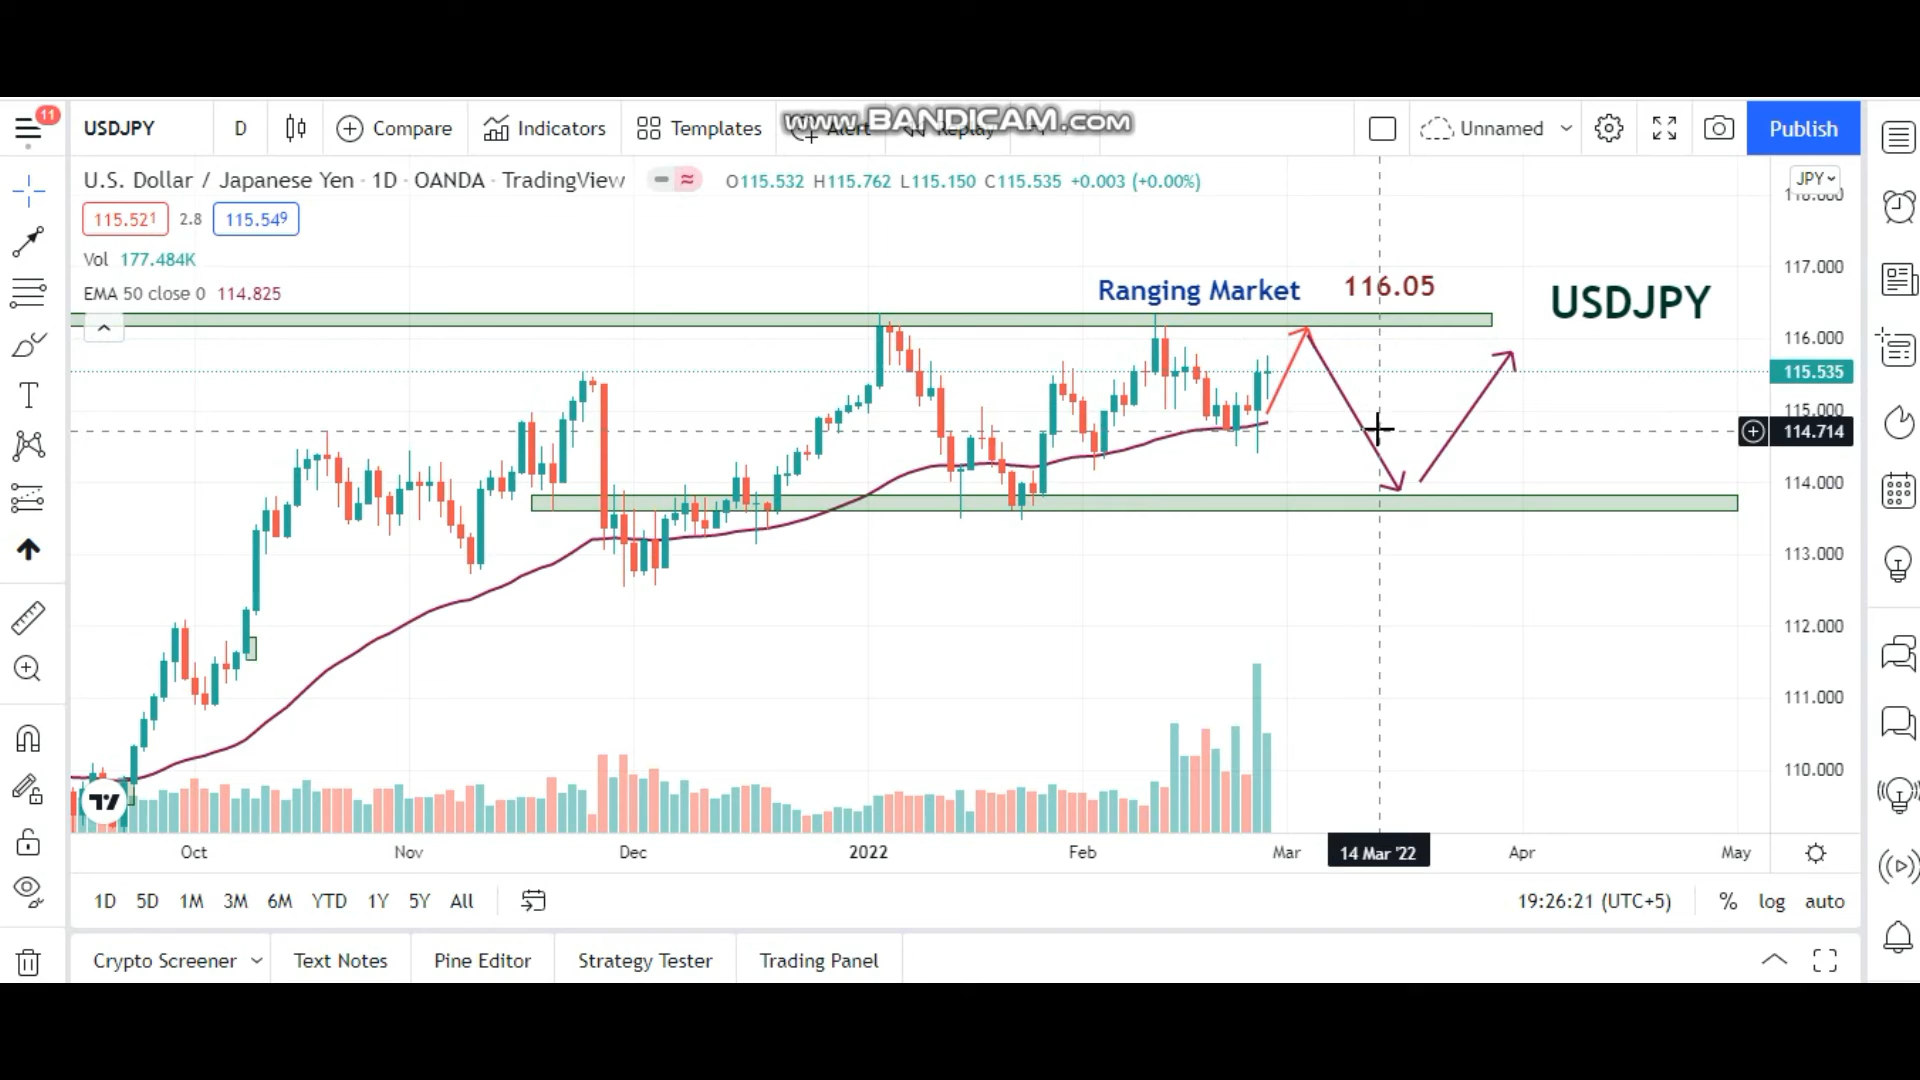 11
USDJPY D Compare Indicators Templates Alert Replay Unnamed Publish
www.BANDICAM.com
U.S. Dollar / Japanese Yen · 1D · OANDA · TradingView O115.532 H115.762 L115.150 C115.535 +0.003 (+0.00%)
JPY
115.521 2.8 115.549
Vol 177.484K
EMA 50 close 0 114.825
Ranging Market 116.05 USDJPY
117.000
116.000
115.535
115.000
114.714
114.000
113.000
112.000
111.000
110.000
Oct Nov Dec 2022 Feb Mar 14 Mar '22 Apr May
1D 5D 1M 3M 6M YTD 1Y 5Y All 19:26:21 (UTC+5) % log auto
Crypto Screener Text Notes Pine Editor Strategy Tester Trading Panel